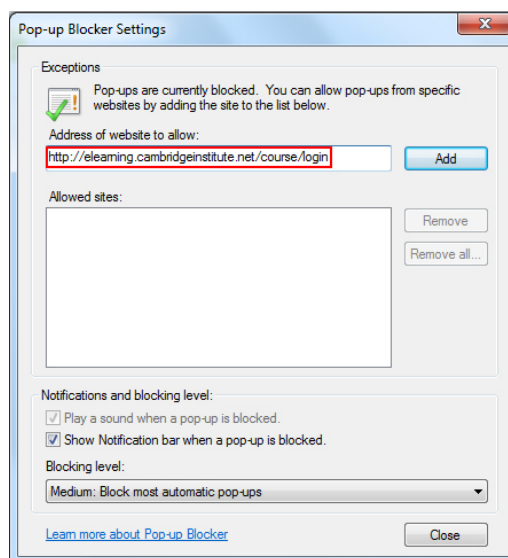 Pop-up Blocker Settings
Exceptions
Pop-ups are currently blocked. You can allow pop-ups from specific
websites by adding the site to the list below.
Address of website to allow:
http://elearning.cambridgeinstitute.net/course/login
Add
Allowed sites:
Remove
Remove all...
Notifications and blocking level:
Play a sound when a pop-up is blocked.
Show Notification bar when a pop-up is blocked.
Blocking level:
Medium: Block most automatic pop-ups
Learn more about Pop-up Blocker
Close